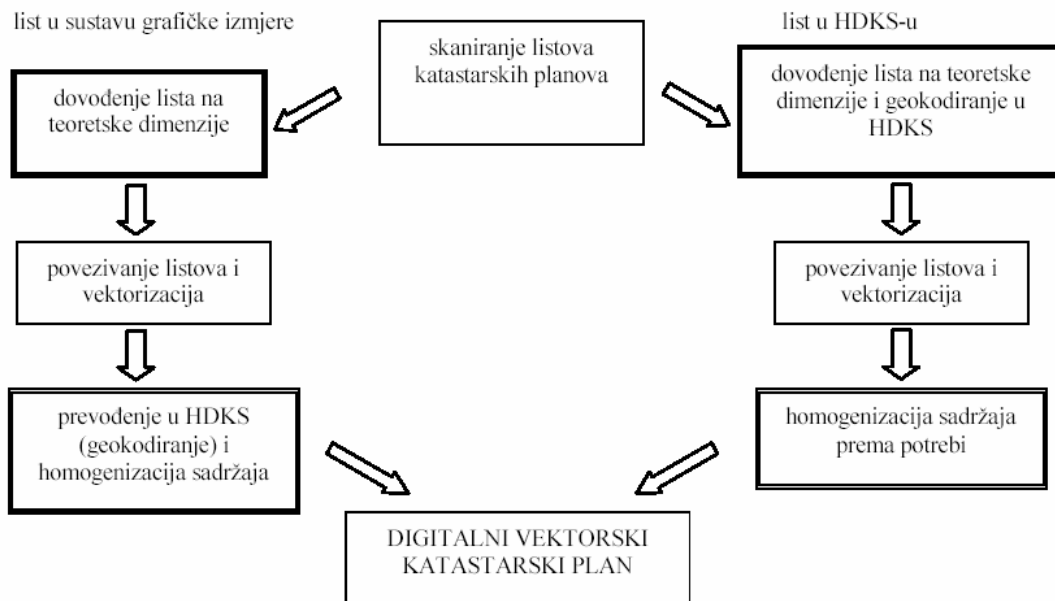 list u sustavu grafičke izmjere
list u HDKS-u
skaniranje listova
katastarskih planova
dovođenje lista na
teoretske dimenzije
dovođenje lista na teoretske
dimenzije i geokodiranje u
HDKS
povezivanje listova i
vektorizacija
povezivanje listova i
vektorizacija
prevođenje u HDKS
(geokodiranje) i
homogenizacija sadržaja
homogenizacija sadržaja
prema potrebi
DIGITALNI VEKTORSKI
KATASTARSKI PLAN